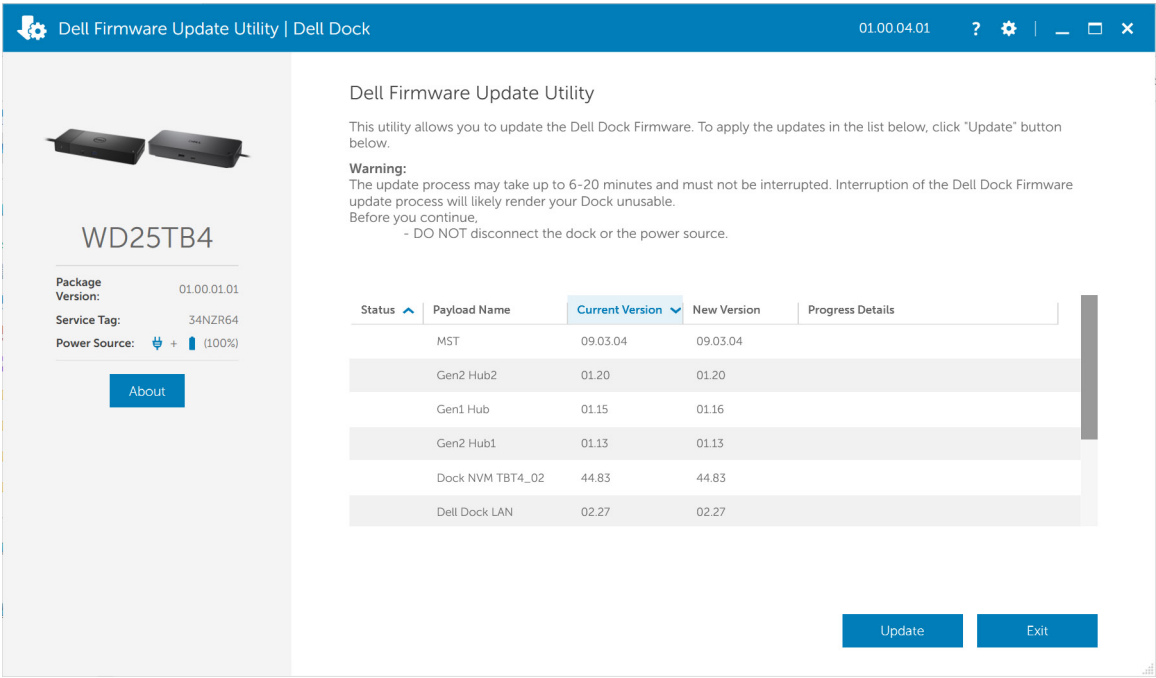 Dell Firmware Update Utility | Dell Dock
01.00.04.01
?
Dell Firmware Update Utility
This utility allows you to update the Dell Dock Firmware. To apply the updates in the list below, click "Update" button
below.
Warning:
The update process may take up to 6-20 minutes and must not be interrupted. Interruption of the Dell Dock Firmware
update process will likely render your Dock unusable.
Before you continue,
- DO NOT disconnect the dock or the power source.
WD25TB4
Package
Version:
01.00.01.01
Service Tag: 34NZR64
Power Source: + (100%)
About
Status Payload Name Current Version New Version Progress Details
MST 09.03.04 09.03.04
Gen2 Hub2 01.20 01.20
Gen1 Hub 01.15 01.16
Gen2 Hub1 01.13 01.13
Dock NVM TBT4_02 44.83 44.83
Dell Dock LAN 02.27 02.27
Update Exit